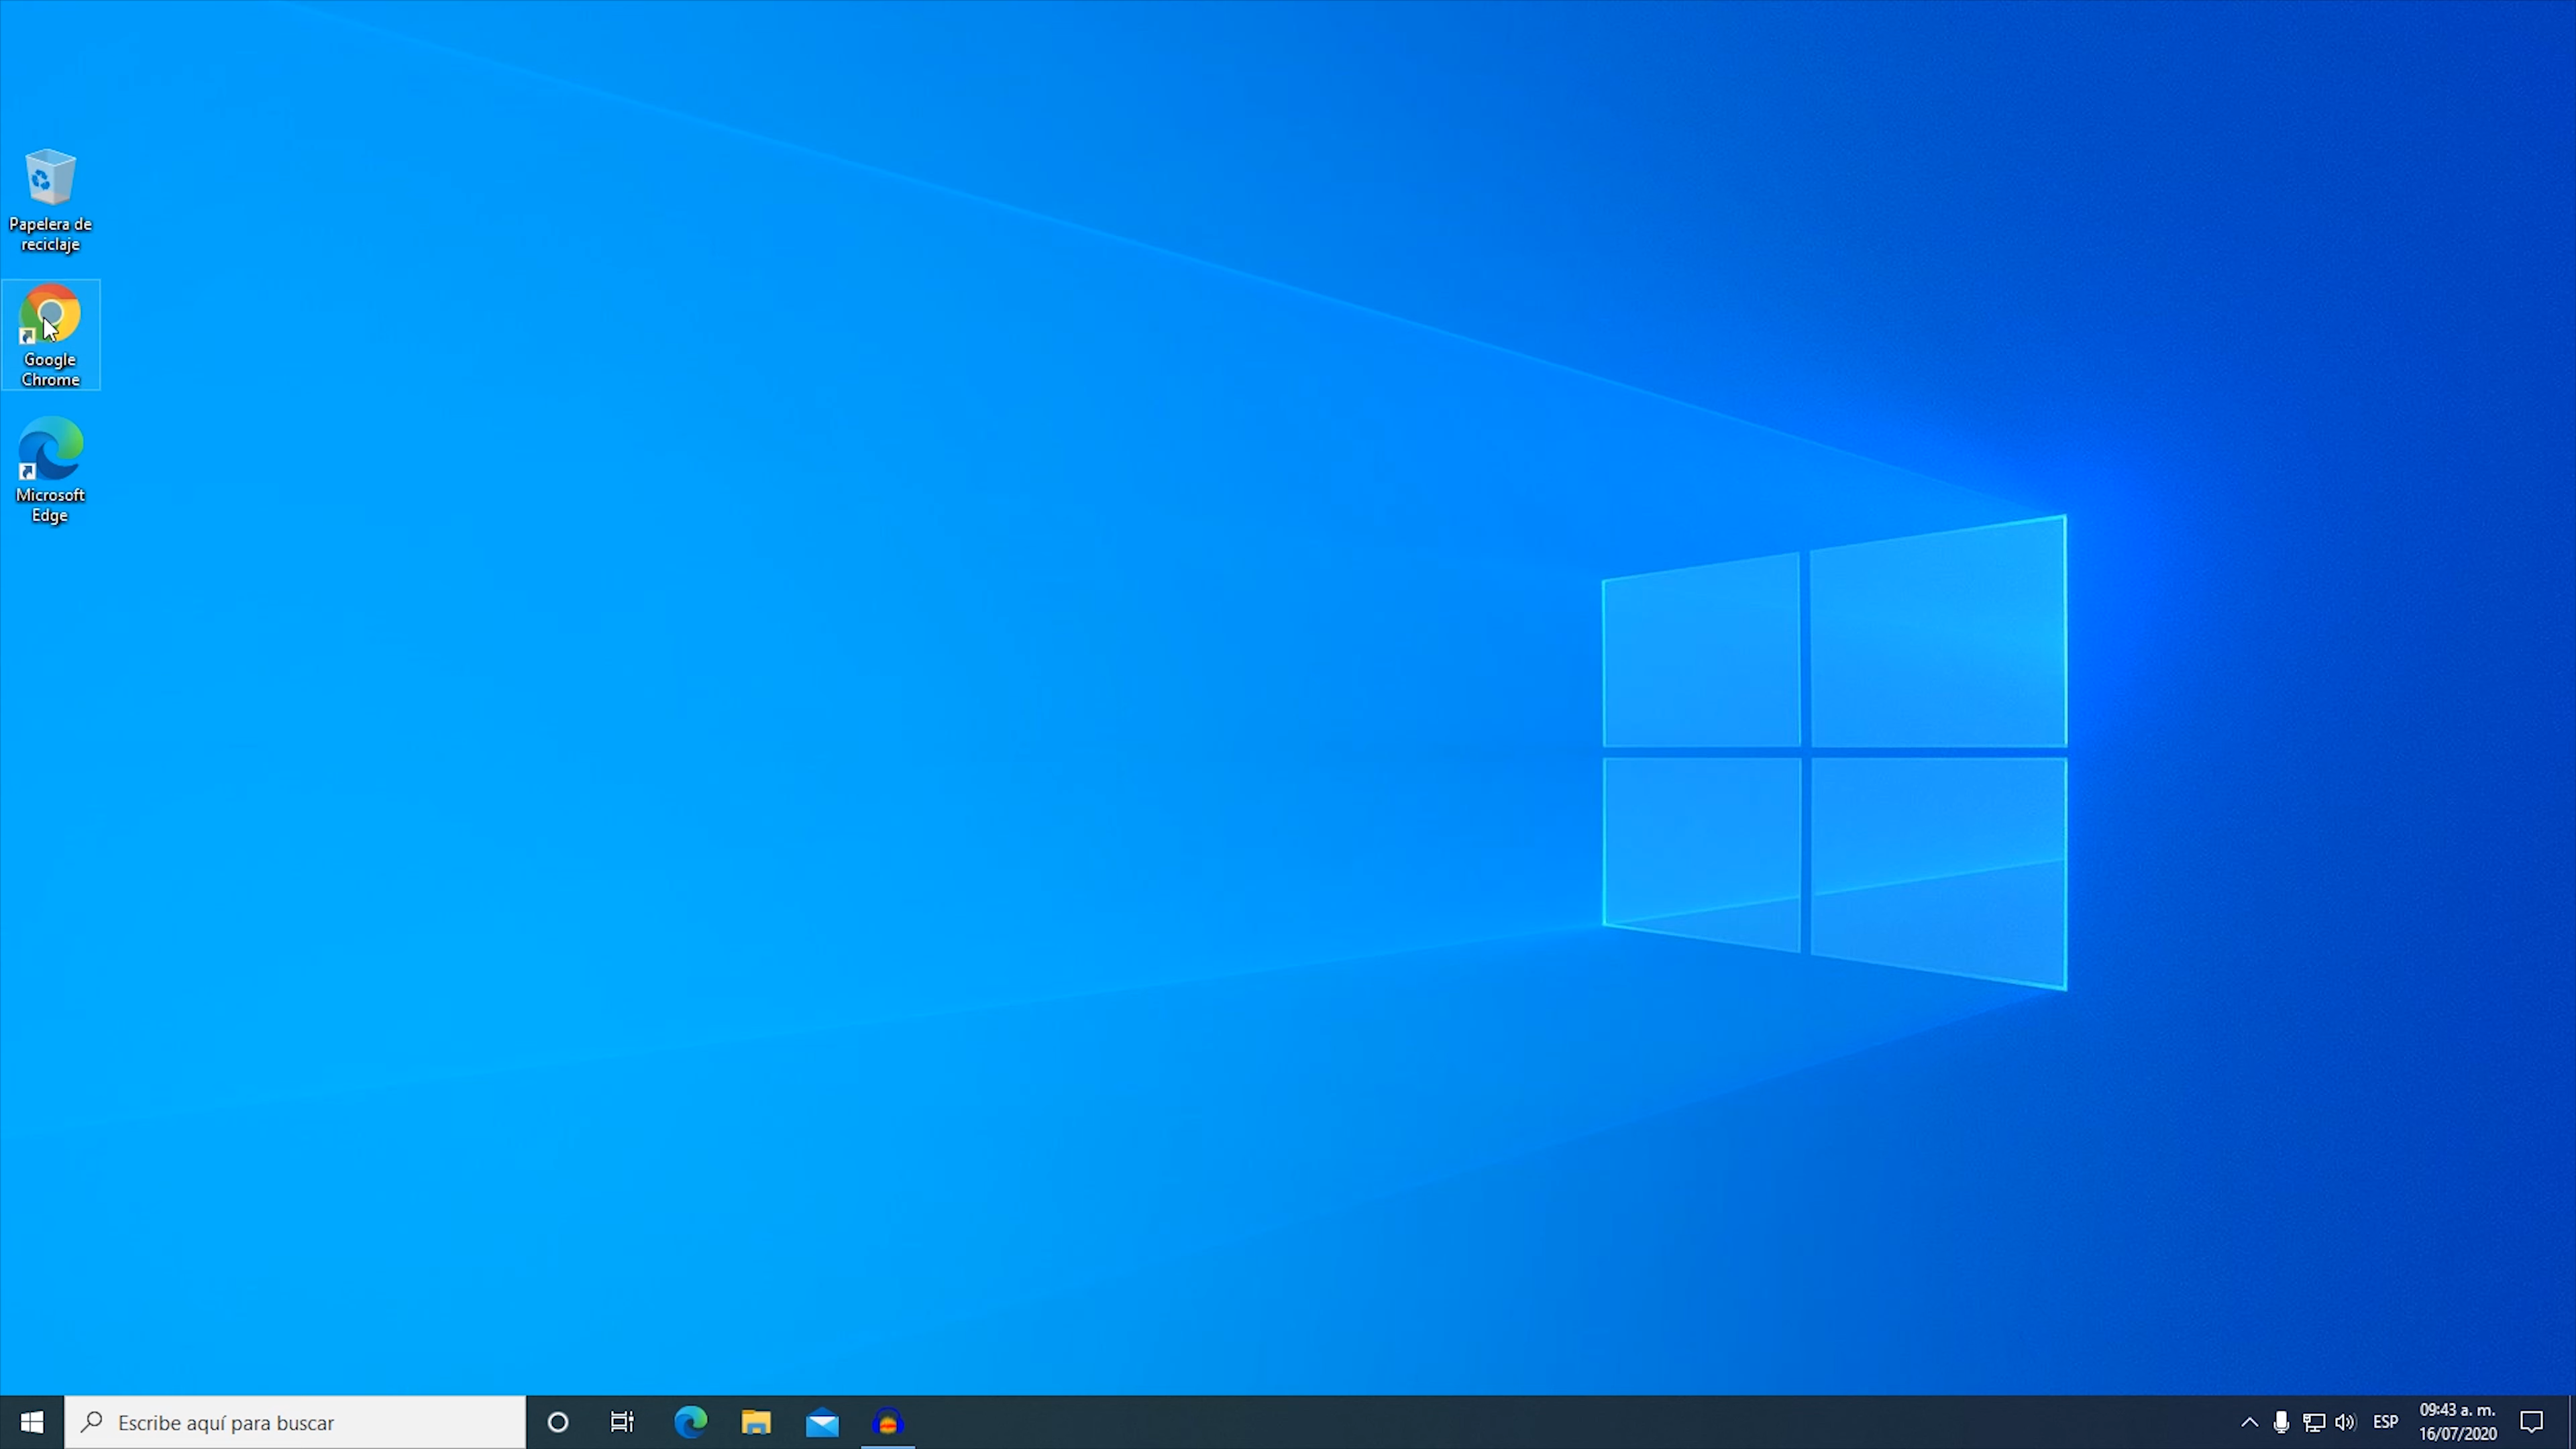 Papelera de
reciclaje
Google
Chrome
Microsoft
Edge
Escribe aquí para buscar
ESP
09:43 a. m.
16/07/2020